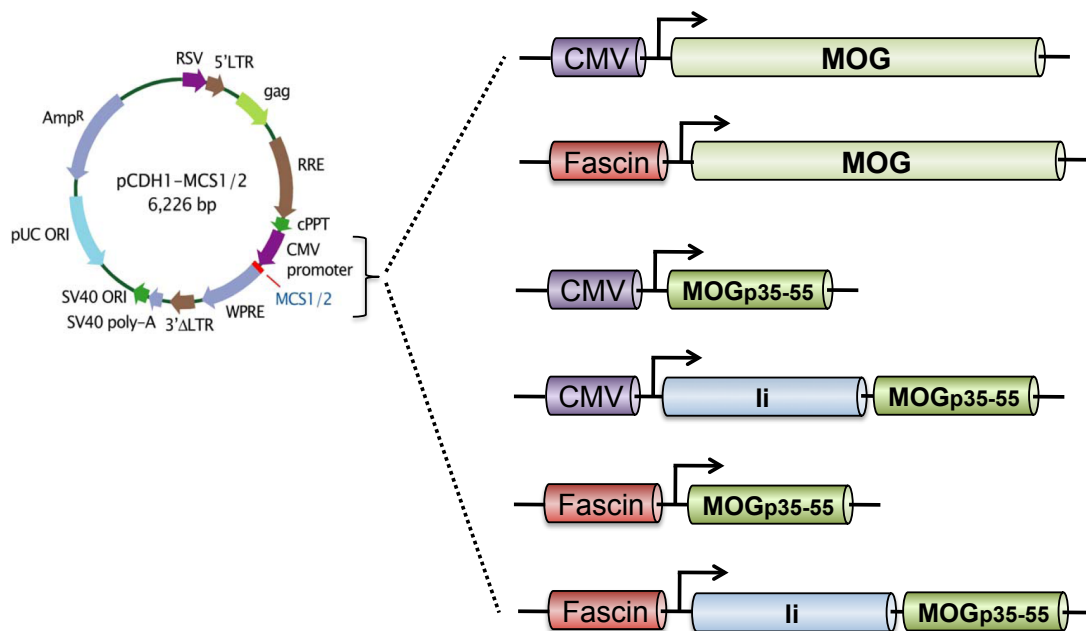 RSV
5'LTR
gag
RRE
cPPT
CMV
promoter
MCS1/2
WPRE
3'ΔLTR
SV40 poly-A
SV40 ORI
pUC ORI
AmpR
pCDH1-MCS1/2
6,226 bp
CMV
MOG
Fascin
MOG
CMV
MOGp35-55
CMV
Ii
MOGp35-55
Fascin
MOGp35-55
Fascin
Ii
MOGp35-55